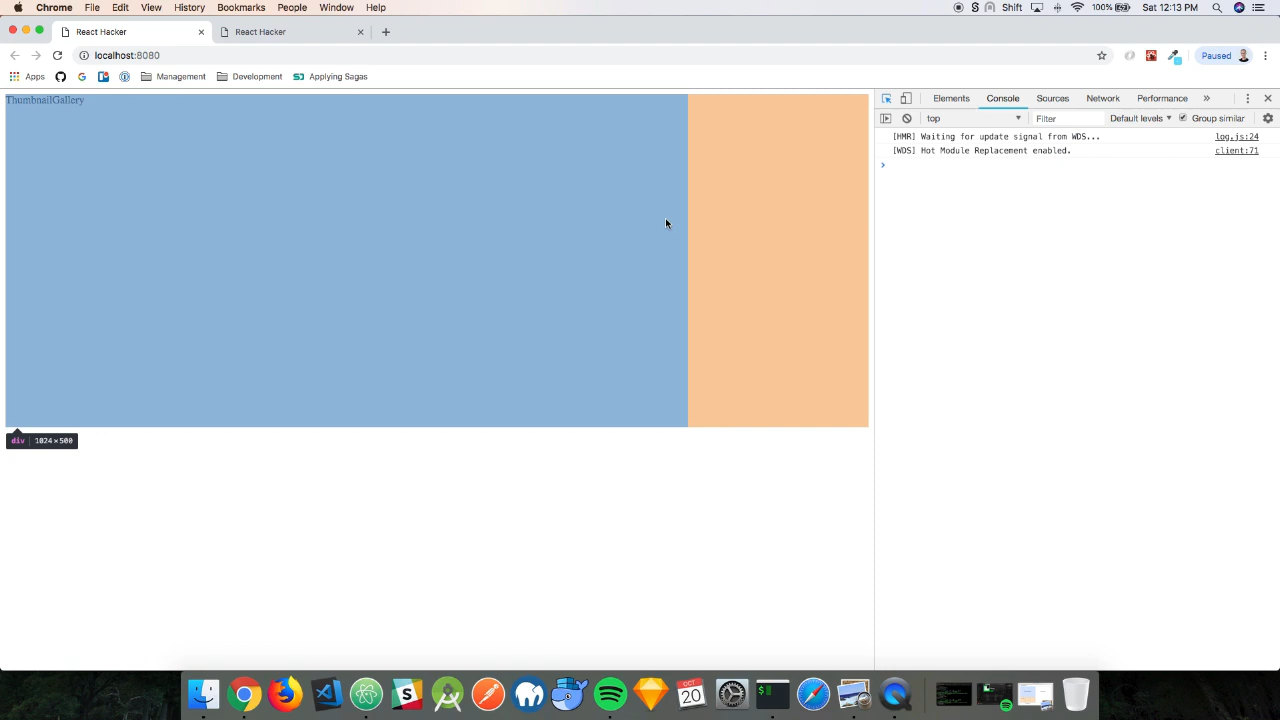 Chrome File Edit View History Bookmarks People Window Help Shift 100% Sat 12:13 PM
React Hacker React Hacker
localhost:8080 Paused
Apps Management Development Applying Sagas
ThumbnailGallery
div 1024×500
Elements Console Sources Network Performance
top Filter Default levels Group similar
[HMR] Waiting for update signal from WDS... log.js:24
[WDS] Hot Module Replacement enabled. client:71
OCT
20